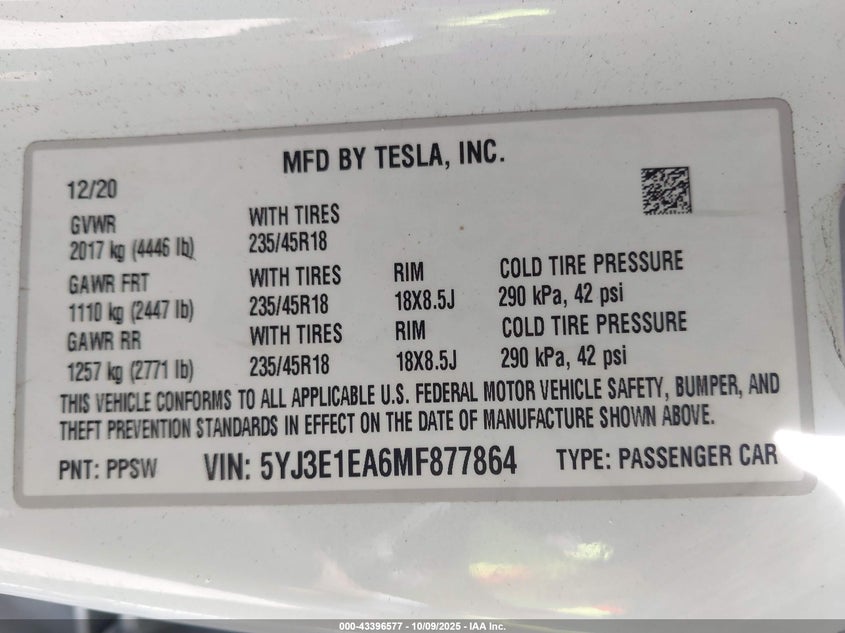 MFD BY TESLA, INC.
12/20
GVWR WITH TIRES
2017 kg (4446 lb) 235/45R18
GAWR FRT WITH TIRES RIM COLD TIRE PRESSURE
1110 kg (2447 lb) 235/45R18 18X8.5J 290 kPa, 42 psi
GAWR RR WITH TIRES RIM COLD TIRE PRESSURE
1257 kg (2771 lb) 235/45R18 18X8.5J 290 kPa, 42 psi
THIS VEHICLE CONFORMS TO ALL APPLICABLE U.S. FEDERAL MOTOR VEHICLE SAFETY, BUMPER, AND
THEFT PREVENTION STANDARDS IN EFFECT ON THE DATE OF MANUFACTURE SHOWN ABOVE.
PNT: PPSW VIN: 5YJ3E1EA6MF877864 TYPE: PASSENGER CAR
000-43396577 - 10/09/2025 - IAA Inc.